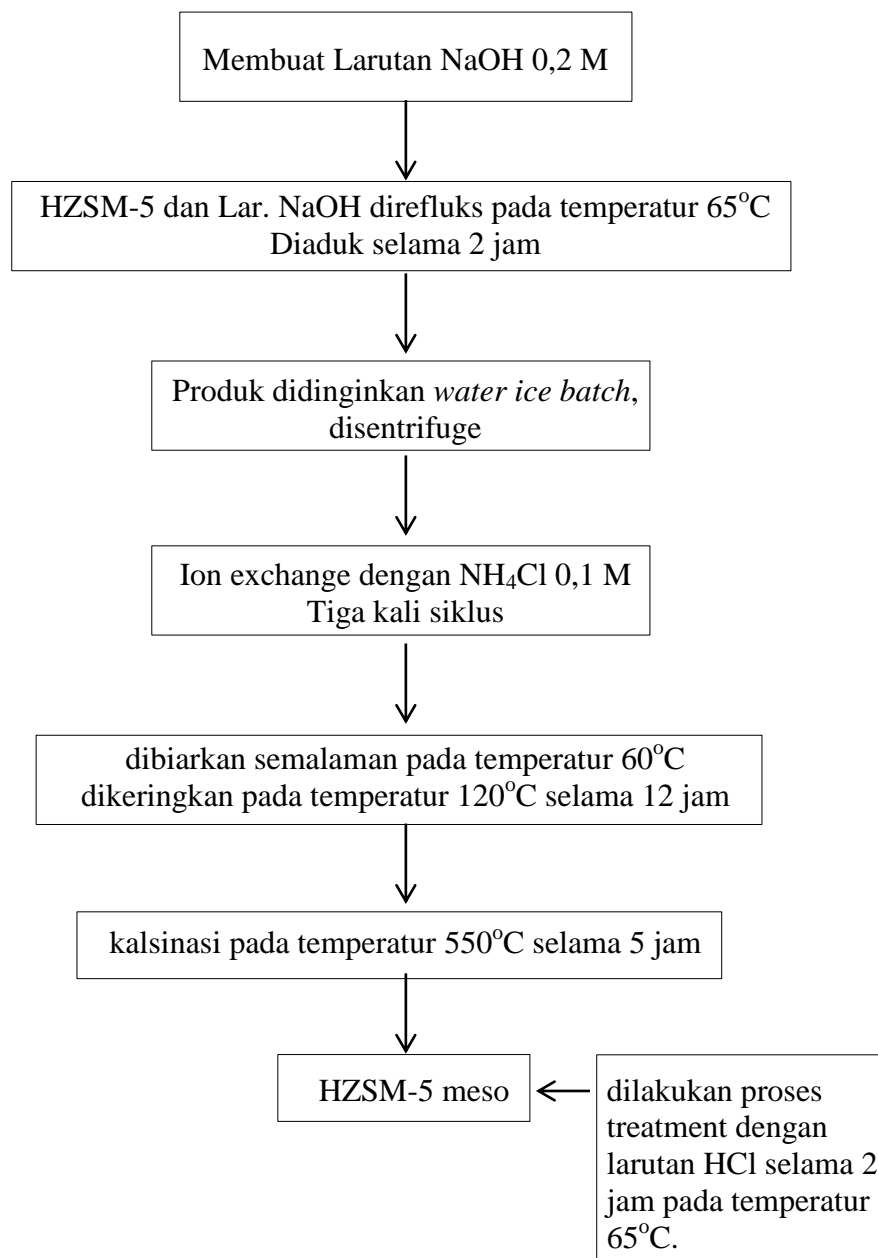 Membuat Larutan NaOH 0,2 M
HZSM-5 dan Lar. NaOH direfluks pada temperatur 65°C
Diaduk selama 2 jam
Produk didinginkan water ice batch,
disentrifuge
Ion exchange dengan NH₄Cl 0,1 M
Tiga kali siklus
dibiarkan semalaman pada temperatur 60°C
dikeringkan pada temperatur 120°C selama 12 jam
kalsinasi pada temperatur 550°C selama 5 jam
HZSM-5 meso
dilakukan proses
treatment dengan
larutan HCl selama 2
jam pada temperatur
65°C.